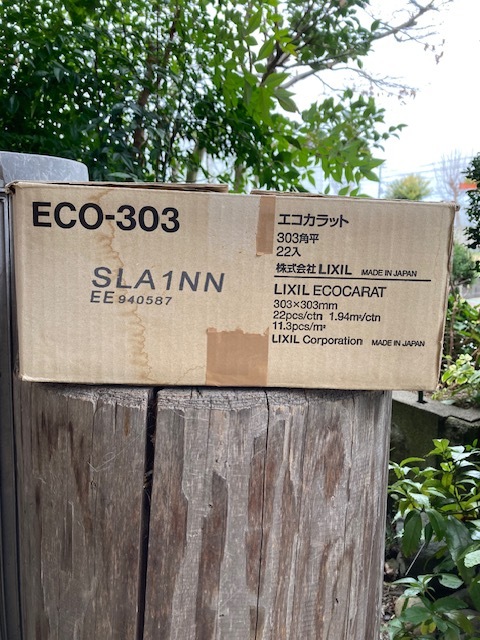 ECO-303
SLA1NN
EE 940587
エコカラット
303角平
22入
株式会社 LIXIL MADE IN JAPAN
LIXIL ECOCARAT
303×303mm
22pcs/ctn 1.94m²/ctn
11.3pcs/m²
LIXIL Corporation MADE IN JAPAN